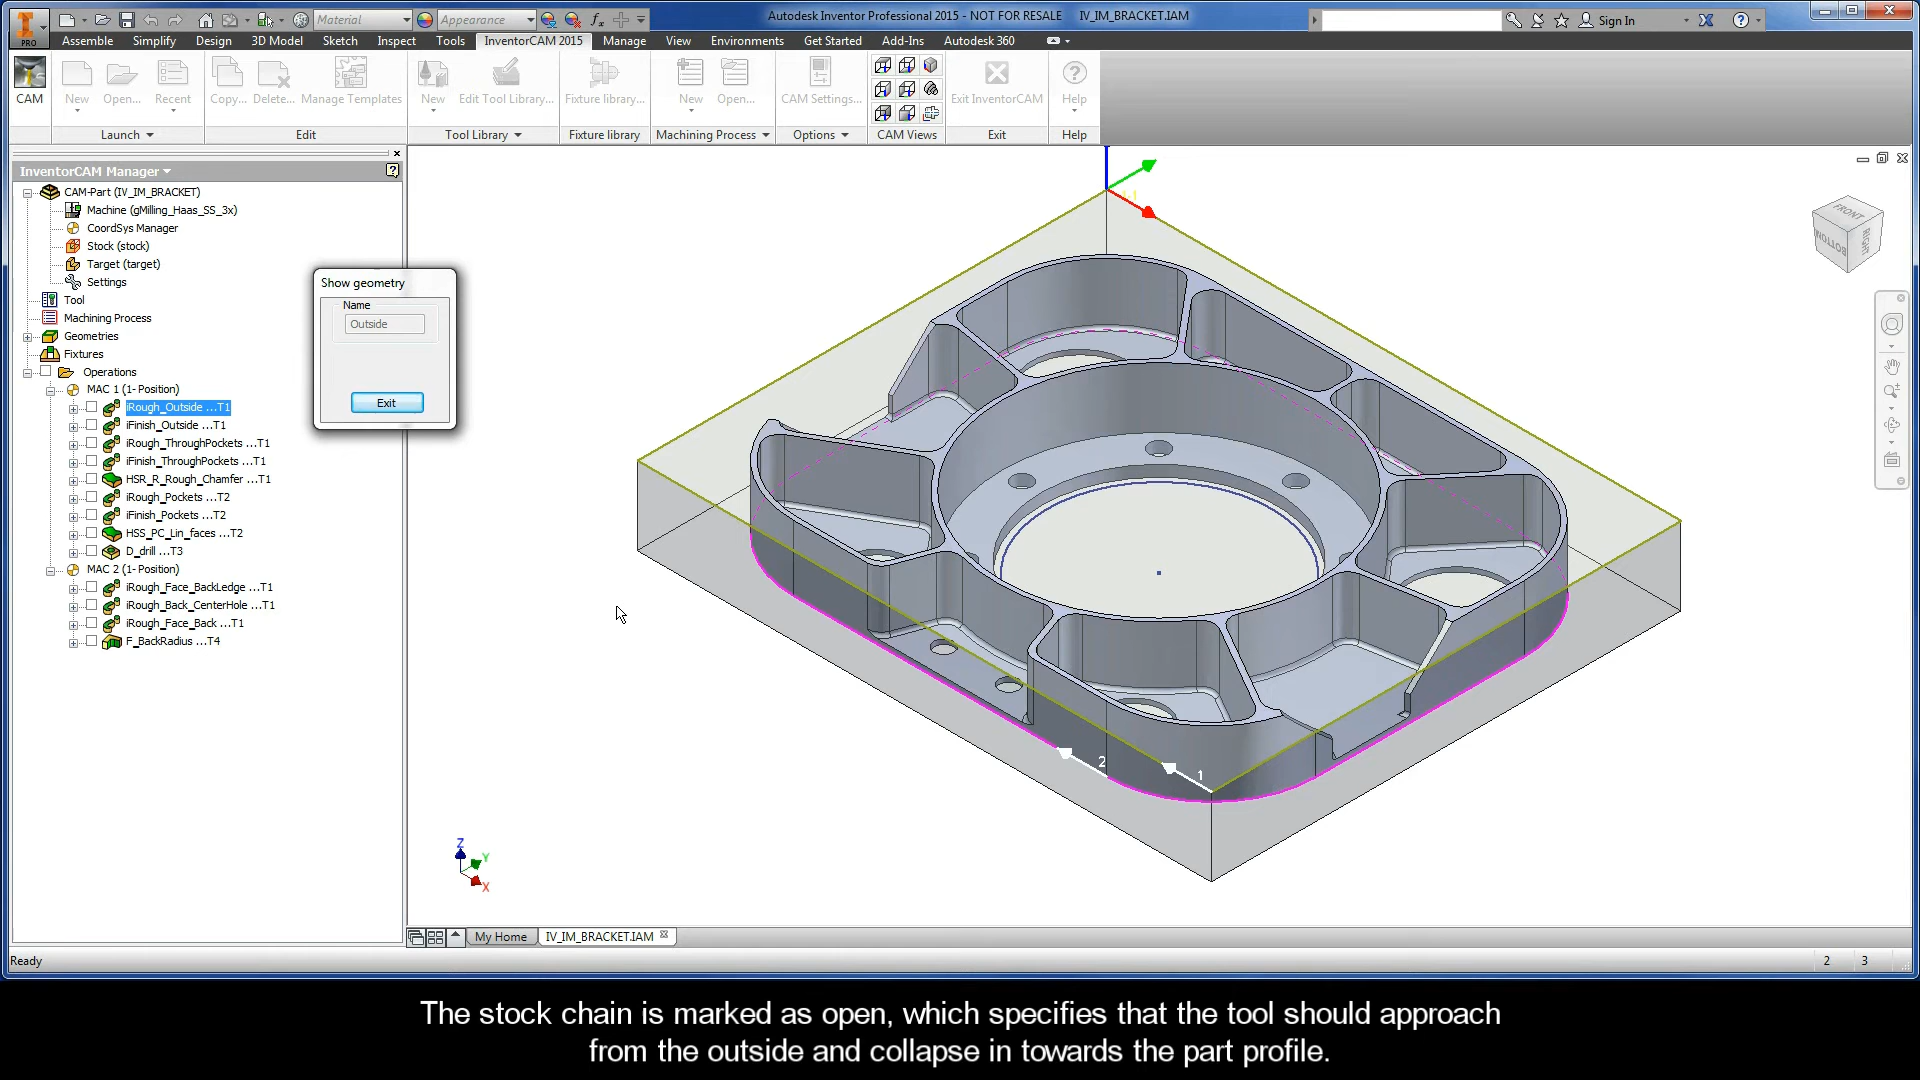 Material
Appearance
Autodesk Inventor Professional 2015 - NOT FOR RESALE IV_IM_BRACKET.IAM
Sign In
PRO
Assemble Simplify Design 3D Model Sketch Inspect Tools InventorCAM 2015 Manage View Environments Get Started Add-Ins Autodesk 360
CAM New Open... Recent Copy... Delete... Manage Templates New Edit Tool Library... Fixture library... New Open... CAM Settings... Exit InventorCAM Help
Launch Edit Tool Library Fixture library Machining Process Options CAM Views Exit Help
InventorCAM Manager
CAM-Part (IV_IM_BRACKET)
Machine (gMilling_Haas_SS_3x)
CoordSys Manager
Stock (stock)
Target (target)
Settings
Tool
Machining Process
Geometries
Fixtures
Operations
MAC 1 (1- Position)
iRough_Outside ...T1
iFinish_Outside ...T1
iRough_ThroughPockets ...T1
iFinish_ThroughPockets ...T1
HSR_R_Rough_Chamfer ...T1
iRough_Pockets ...T2
iFinish_Pockets ...T2
HSS_PC_Lin_faces ...T2
D_drill ...T3
MAC 2 (1- Position)
iRough_Face_BackLedge ...T1
iRough_Back_CenterHole ...T1
iRough_Face_Back ...T1
F_BackRadius ...T4
Show geometry
Name
Outside
Exit
FRONT
BOTTOM
RIGHT
2
1
Z
Y
X
My Home IV_IM_BRACKET.IAM
Ready
2 3
The stock chain is marked as open, which specifies that the tool should approach
from the outside and collapse in towards the part profile.